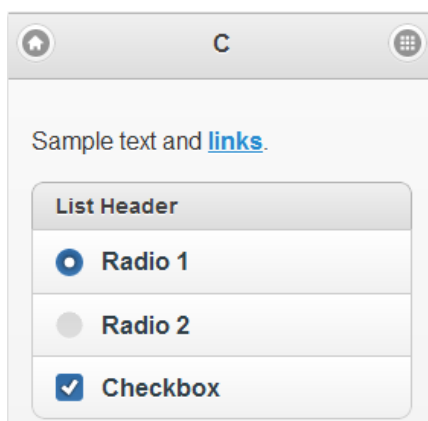 C
Sample text and links.
List Header
Radio 1
Radio 2
Checkbox